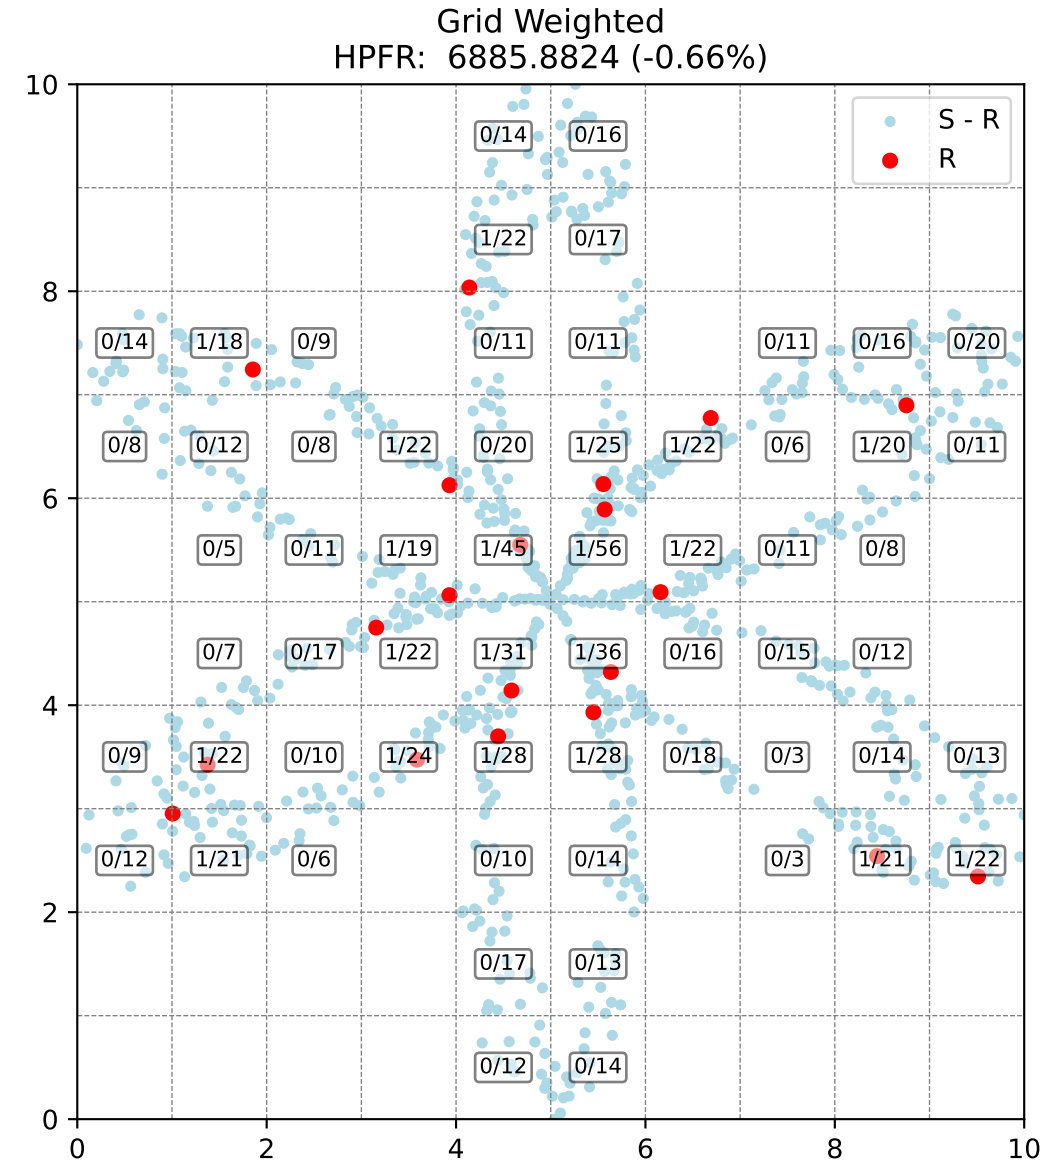 Grid Weighted
HPFR: 6885.8824 (-0.66%)
S - R
R
10
0/14 0/16
1/22 0/17
8
0/14 1/18 0/9 0/11 0/11 0/11 0/16 0/20
0/8 0/12 0/8 1/22 0/20 1/25 1/22 0/6 1/20 0/11
6
0/5 0/11 1/19 1/45 1/56 1/22 0/11 0/8
0/7 0/17 1/22 1/31 1/36 0/16 0/15 0/12
4
0/9 1/22 0/10 1/24 1/28 1/28 0/18 0/3 0/14 0/13
0/12 1/21 0/6 0/10 0/14 0/3 1/21 1/22
2
0/17 0/13
0/12 0/14
0
0 2 4 6 8 10